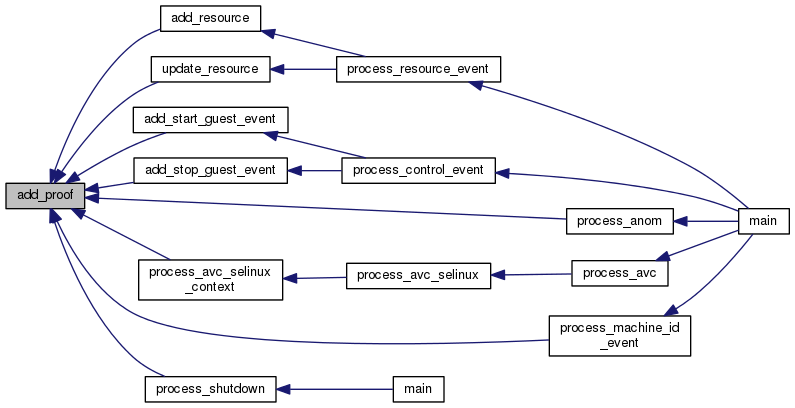 add_resource
update_resource
process_resource_event
add_start_guest_event
add_stop_guest_event
process_control_event
add_proof
process_anom
main
process_avc_selinux
_context
process_avc_selinux
process_avc
process_machine_id
_event
process_shutdown
main